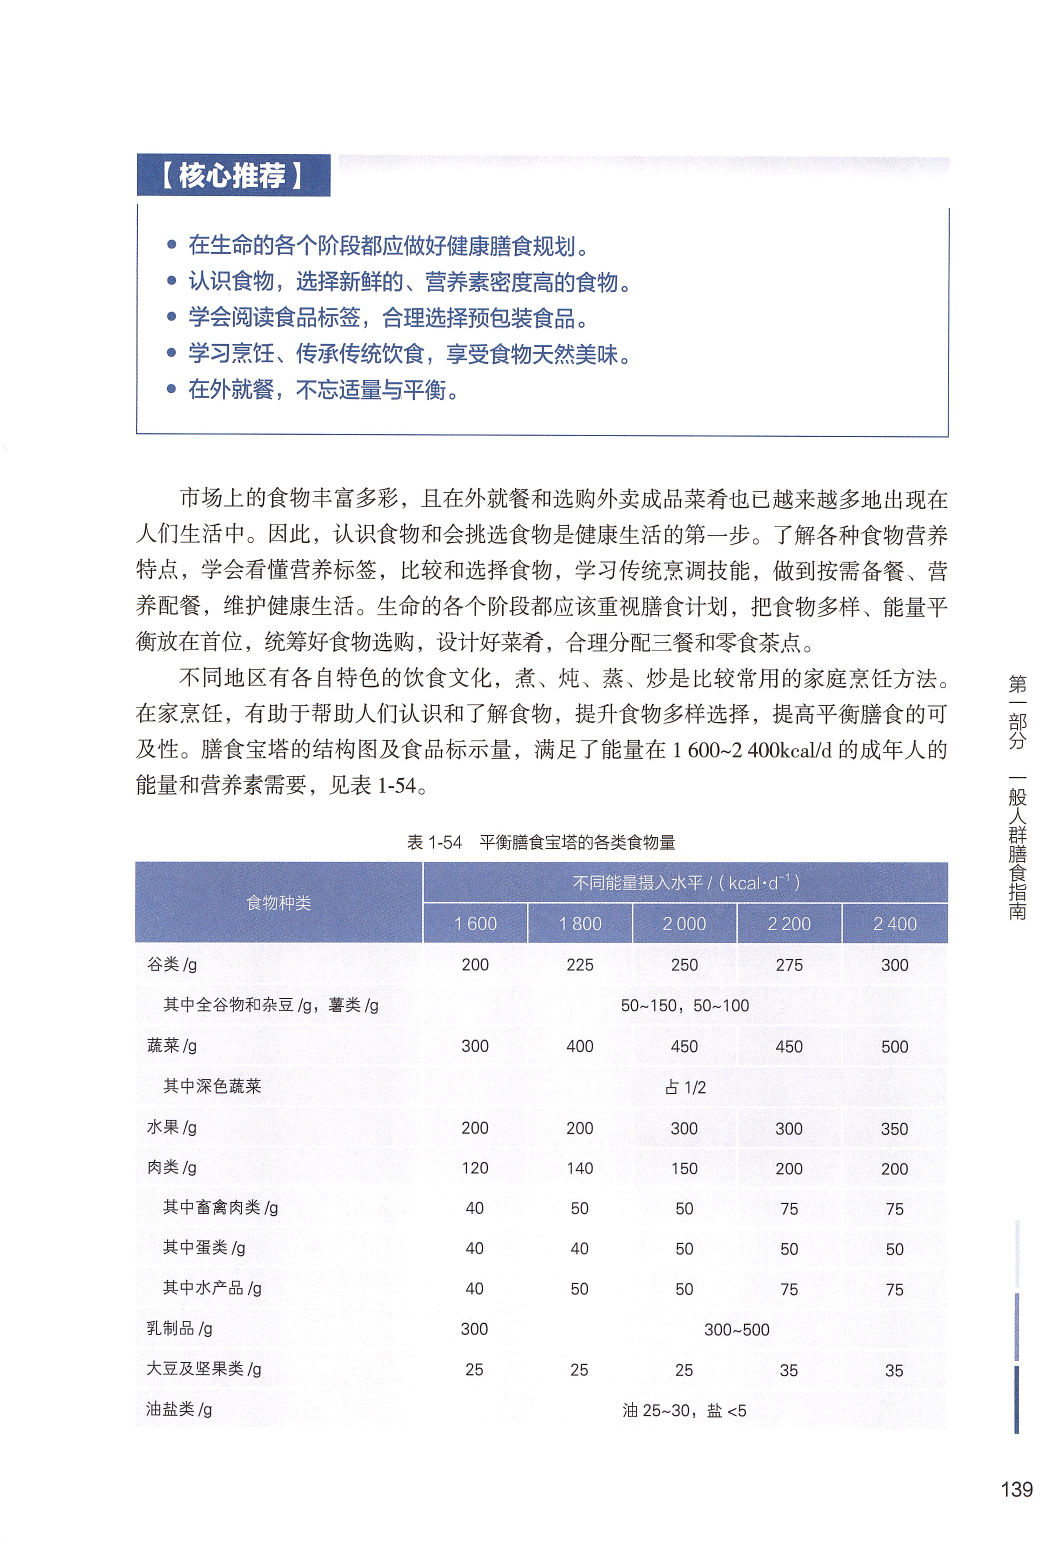 【核心推荐】
● 在生命的各个阶段都应做好健康膳食规划。
● 认识食物，选择新鲜的、营养素密度高的食物。
● 学会阅读食品标签，合理选择预包装食品。
● 学习烹饪、传承传统饮食，享受食物天然美味。
● 在外就餐，不忘适量与平衡。
市场上的食物丰富多彩，且在外就餐和选购外卖成品菜肴也已越来越多地出现在
人们生活中。因此，认识食物和会挑选食物是健康生活的第一步。了解各种食物营养
特点，学会看懂营养标签，比较和选择食物，学习传统烹调技能，做到按需备餐、营
养配餐，维护健康生活。生命的各个阶段都应该重视膳食计划，把食物多样、能量平
衡放在首位，统筹好食物选购，设计好菜肴，合理分配三餐和零食茶点。
不同地区有各自特色的饮食文化，煮、炖、蒸、炒是比较常用的家庭烹饪方法。
在家烹饪，有助于帮助人们认识和了解食物，提升食物多样选择，提高平衡膳食的可
及性。膳食宝塔的结构图及食品标示量，满足了能量在 1 600~2 400kcal/d 的成年人的
能量和营养素需要，见表 1-54。
表 1-54 平衡膳食宝塔的各类食物量
食物种类 不同能量摄入水平 /（kcal·d⁻¹）
1 600 1 800 2 000 2 200 2 400
谷类 /g 200 225 250 275 300
其中全谷物和杂豆 /g，薯类 /g 50~150，50~100
蔬菜 /g 300 400 450 450 500
其中深色蔬菜 占 1/2
水果 /g 200 200 300 300 350
肉类 /g 120 140 150 200 200
其中畜禽肉类 /g 40 50 50 75 75
其中蛋类 /g 40 40 50 50 50
其中水产品 /g 40 50 50 75 75
乳制品 /g 300 300~500
大豆及坚果类 /g 25 25 25 35 35
油盐类 /g 油 25~30，盐 <5
第一部分 一般人群膳食指南
139